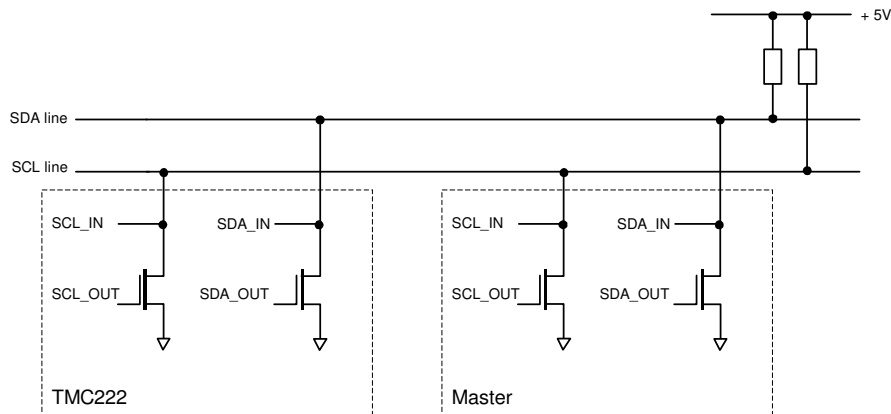 + 5V
SDA line
SCL line
SCL_IN
SDA_IN
SCL_IN
SDA_IN
SCL_OUT
SDA_OUT
SCL_OUT
SDA_OUT
TMC222
Master